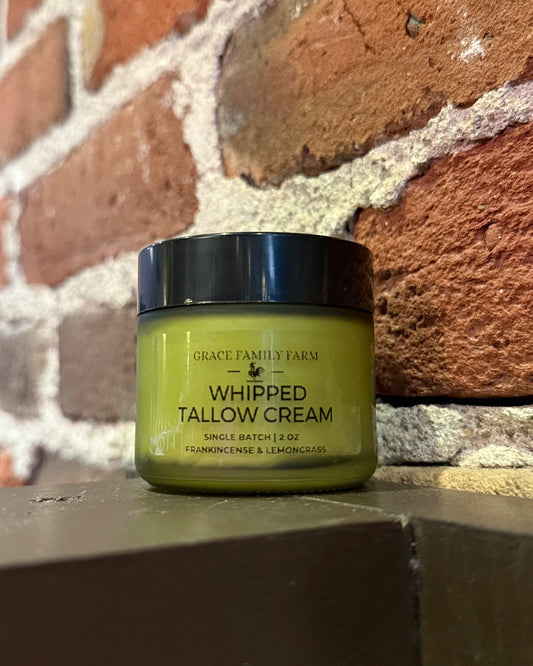 GRACE FAMILY FARM
WHIPPED
TALLOW CREAM
SINGLE BATCH | 2 OZ
FRANKINCENSE & LEMONGRASS